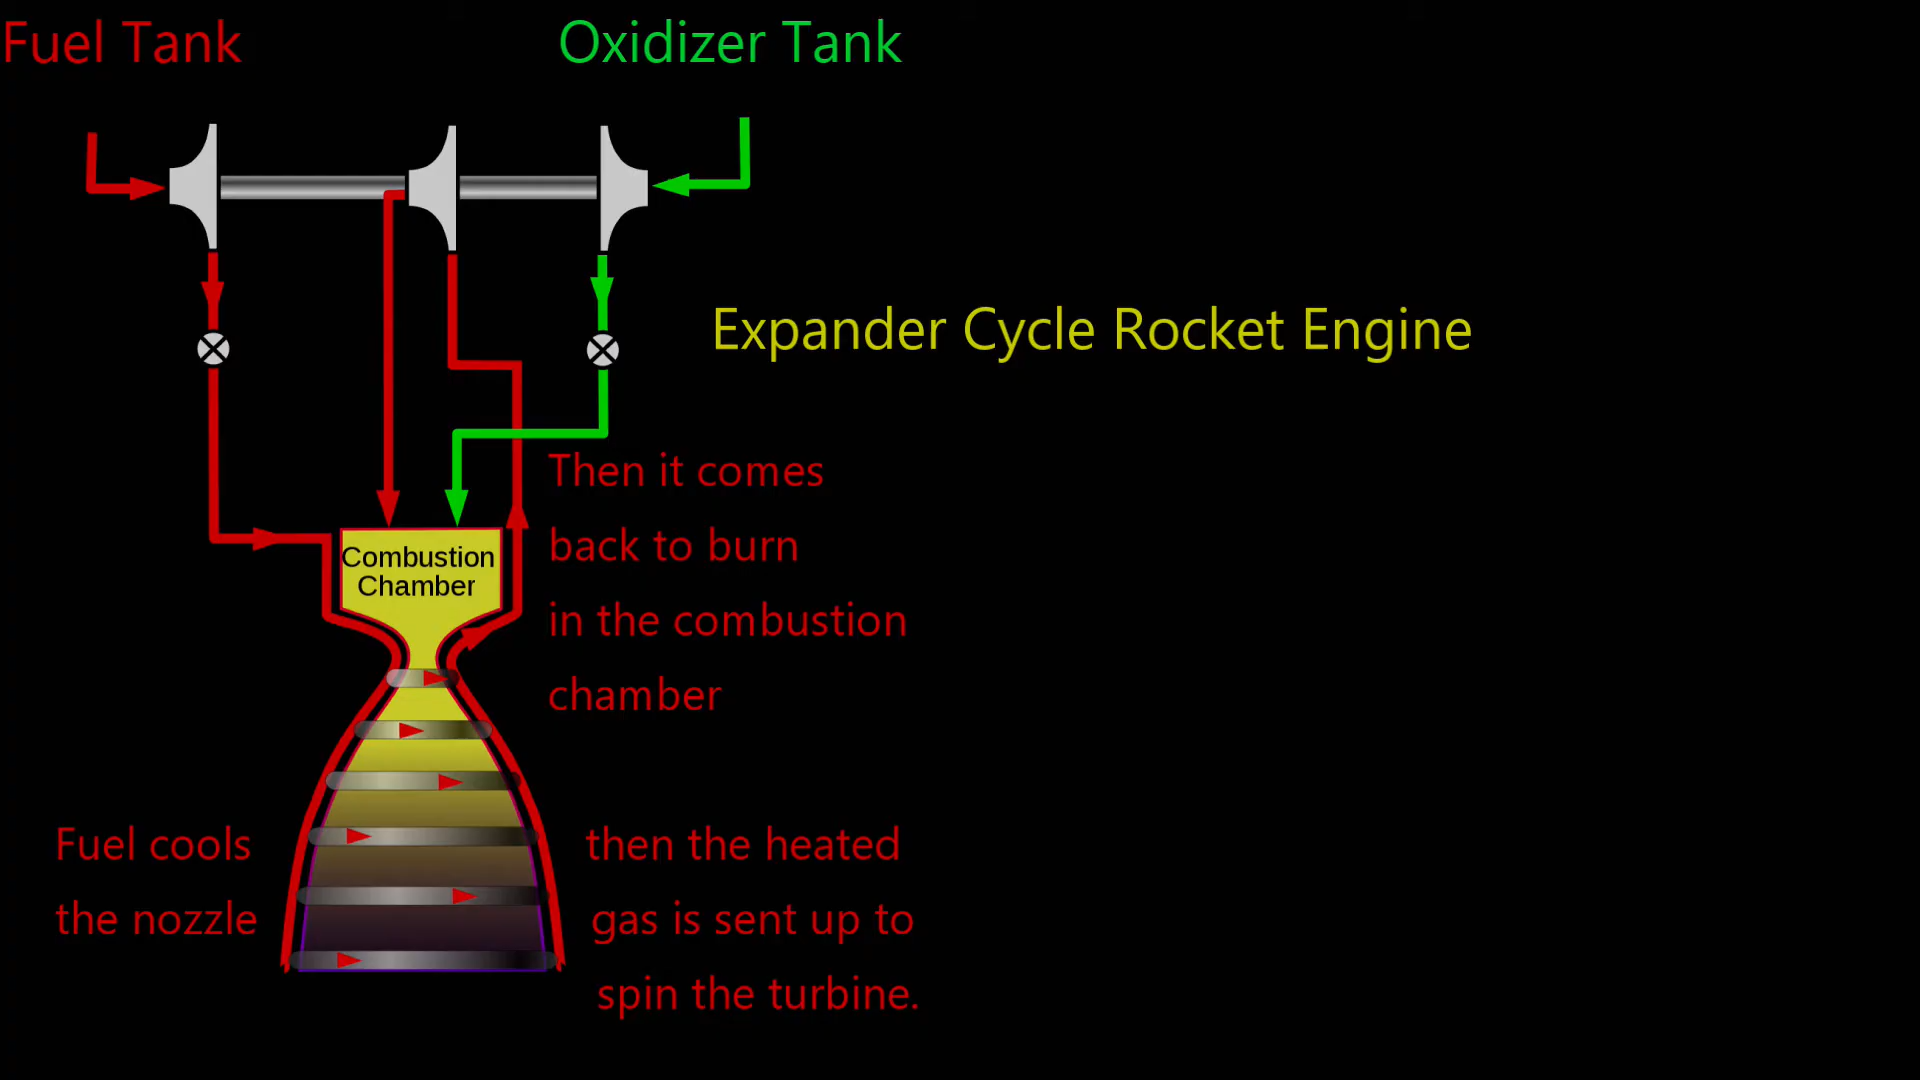 Fuel Tank
Oxidizer Tank
Expander Cycle Rocket Engine
Then it comes
back to burn
in the combustion
chamber
Combustion
Chamber
Fuel cools
the nozzle
then the heated
gas is sent up to
spin the turbine.